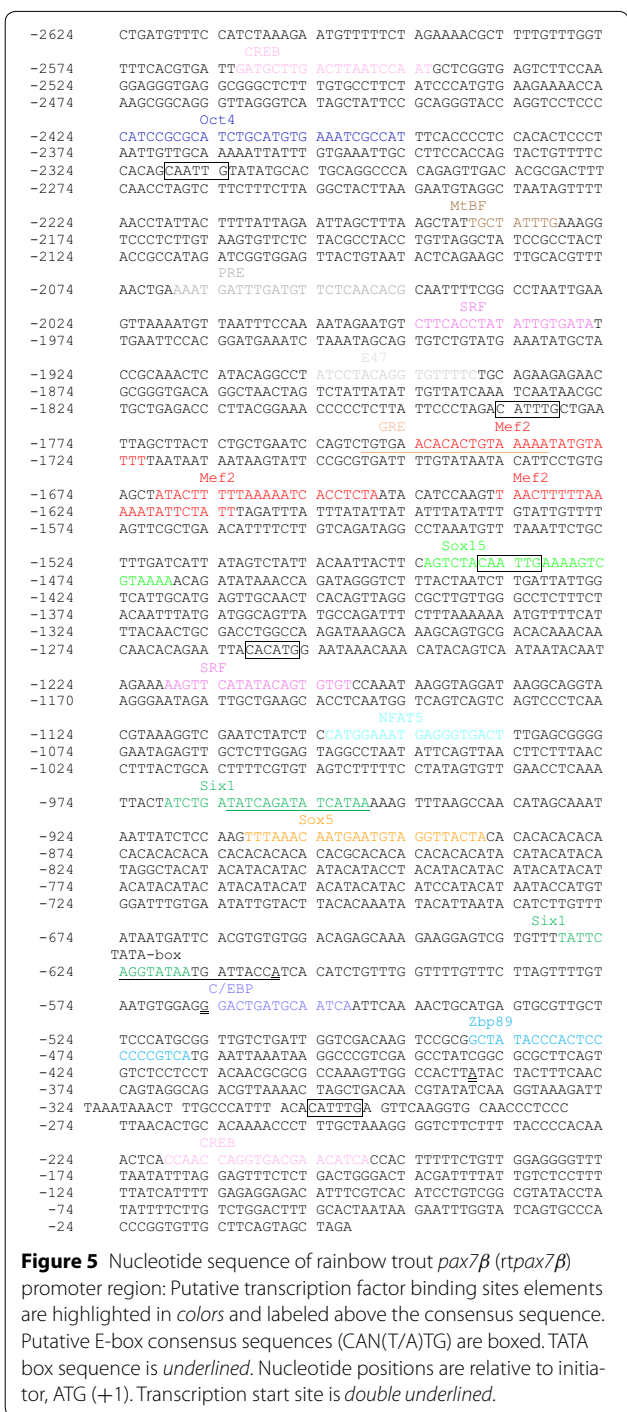 -2624 CTGATGTTTC CATCTAAAGA ATGTTTTTCT AGAAAACGCT TTTGTTTGGT
CREB
-2574 TTTCACGTGA TTGATGCTTG ACTTAATCCA ATGCTCGGTG AGTCTTCCAA
-2524 GGAGGGTGAG GCGGGCTCTT TGTGCCTTCT ATCCCATGTG AAGAAAACCA
-2474 AAGCGGCAGG GTTAGGGTCA TAGCTATTCC GCAGGGTACC AGGTCCTCCC
Oct4
-2424 CATCCGCGCA TCTGCATGTG AAATCGCCAT TTCACCCCTC CACACTCCCT
-2374 AATTGTTGCA AAAATTATTT GTGAAATTGC CTTCCACCAG TACTGTTTTC
-2324 CACAGCAATT GTATATGCAC TGCAGGCCCA CAGAGTTGAC ACGCGACTTT
-2274 CAACCTAGTC TTCTTTCTTA GGCTACTTAA GAATGTAGGC TAATAGTTTT
MtBF
-2224 AACCTATTAC TTTTATTAGA ATTAGCTTTA AGCTATTGCT ATTTGAAAGG
-2174 TCCCTCTTGT AAGTGTTCTC TACGCCTACC TGTTAGGCTA TCCGCCTACT
-2124 ACCGCCATAG ATCGGTGGAG TTACTGTAAT ACTCAGAAGC TTGCACGTTT
PRE
-2074 AACTGAAAAT GATTTGATGT TCTCAACACG CAATTTTCGG CCTAATTGAA
SRF
-2024 GTTAAAATGT TAATTTCCAA AATAGAATGT CTTCACCTAT ATTGTGATAT
-1974 TGAATTCCAC GGATGAAATC TAAATAGCAG TGTCTGTATG AAATATGCTA
E47
-1924 CCGCAAACTC ATACAGGCCT ATCCTACAGG TGTTTTCTGC AGAAGAGAAC
-1874 GCGGGTGACA GGCTAACTAG TCTATTATAT TGTTATCAAA TCAATAACGC
-1824 TGCTGAGACC CTTACGGAAA CCCCCTCTTA TTCCCTAGAC ATTTGCTGAA
GRE Mef2
-1774 TTAGCTTACT CTGCTGAATC CAGTCTGTGA ACACACTGTA AAAATATGTA
-1724 TTTTAATAAT AATAAGTATT CCGCGTGATT TTGTATAATA CATTCCTGTG
Mef2 Mef2
-1674 AGCTATACTT TTTAAAAATC ACCTCTAATA CATCCAAGTT AACTTTTTAA
-1624 AAATATTCTA TTTAGATTTA TTTATATTAT ATTTATATTT GTATTGTTTT
-1574 AGTTCGCTGA ACATTTTCTT GTCAGATAGG CCTAAATGTT TAAATTCTGC
Sox15
-1524 TTTGATCATT ATAGTCTATT ACAATTACTT CAGTCTACAA TTGAAAAGTC
-1474 GTAAAAACAG ATATAAACCA GATAGGGTCT TTACTAATCT TGATTATTGG
-1424 TCATTGCATG AGTTGCAACT CACAGTTAGG CGCTTGTTGG GCCTCTTTCT
-1374 ACAATTTATG ATGGCAGTTA TGCCAGATTT CTTTAAAAAA ATGTTTTCAT
-1324 TTACAACTGC GACCTGGCCA AGATAAAGCA AAGCAGTGCG ACACAAACAA
-1274 CAACACAGAA TTACACATGG AATAAACAAA CATACAGTCA ATAATACAAT
SRF
-1224 AGAAAAAGTT CATATACAGT GTGTCCAAAT AAGGTAGGAT AAGGCAGGTA
-1170 AGGGAATAGA TTGCTGAAGC ACCTCAATGG TCAGTCAGTC AGTCCCTCAA
NFAT5
-1124 CGTAAAGGTC GAATCTATCT CCATGGAAAT GAGGGTGACT TTGAGCGGGG
-1074 GAATAGAGTT GCTCTTGGAG TAGGCCTAAT ATTCAGTTAA CTTCTTTAAC
-1024 CTTTACTGCA CTTTTCGTGT AGTCTTTTTC CTATAGTGTT GAACCTCAAA
Six1
-974 TTACTATCTG ATATCAGATA TCATAAAAAG TTTAAGCCAA CATAGCAAAT
Sox5
-924 AATTATCTCC AAGTTTAAAC AATGAATGTA GGTTACTACA CACACACACA
-874 CACACACACA CACACACACA CACGCACACA CACACACATA CATACATACA
-824 TAGGCTACAT ACATACATAC ATACATACCT ACATACATAC ATACATACAT
-774 ACATACATAC ATACATACAT ACATACATAC ATCCATACAT AATACCATGT
-724 GGATTTGTGA ATATTGTACT TACACAAATA TACATTAATA CATCTTGTTT
Six1
-674 ATAATGATTC ACGTGTGTGG ACAGAGCAAA GAAGGAGTCG TGTTTTATTC
TATA-box
-624 AGGTATAATG ATTACCATCA CATCTGTTTG GTTTTGTTTC TTAGTTTTGT
C/EBP
-574 AATGTGGAGG GACTGATGCA ATCAATTCAA AACTGCATGA GTGCGTTGCT
Zbp89
-524 TCCCATGCGG TTGTCTGATT GGTCGACAAG TCCGCGGCTA TACCCACTCC
-474 CCCCGTCATG AATTAAATAA GGCCCGTCGA GCCTATCGGC GCGCTTCAGT
-424 GTCTCCTCCT ACAACGCGCG CCAAAGTTGG CCACTTATAC TACTTTCAAC
-374 CAGTAGGCAG ACGTTAAAAC TAGCTGACAA CGTATATCAA GGTAAAGATT
-324 TAAATAAACT TTGCCCATTT ACACATTTGA GTTCAAGGTG CAACCCTCCC
-274 TTAACACTGC ACAAAACCCT TTGCTAAAGG GGTCTTCTTT TACCCCACAA
CREB
-224 ACTCACCAAC CAGGTGACGA ACATCACCAC TTTTTCTGTT GGAGGGGTTT
-174 TAATATTTAG GAGTTTCTCT GACTGGGACT ACGATTTTAT TGTCTCCTTT
-124 TTATCATTTT GAGAGGAGAC ATTTCGTCAC ATCCTGTCGG CGTATACCTA
-74 TATTTTCTTG TCTGGACTTT GCACTAATAA GAATTTGGTA TCAGTGCCCA
-24 CCCGGTGTTG CTTCAGTAGC TAGA
Figure 5 Nucleotide sequence of rainbow trout pax7β (rtpax7β)
promoter region: Putative transcription factor binding sites elements
are highlighted in colors and labeled above the consensus sequence.
Putative E-box consensus sequences (CAN(T/A)TG) are boxed. TATA
box sequence is underlined. Nucleotide positions are relative to initia-
tor, ATG (+1). Transcription start site is double underlined.